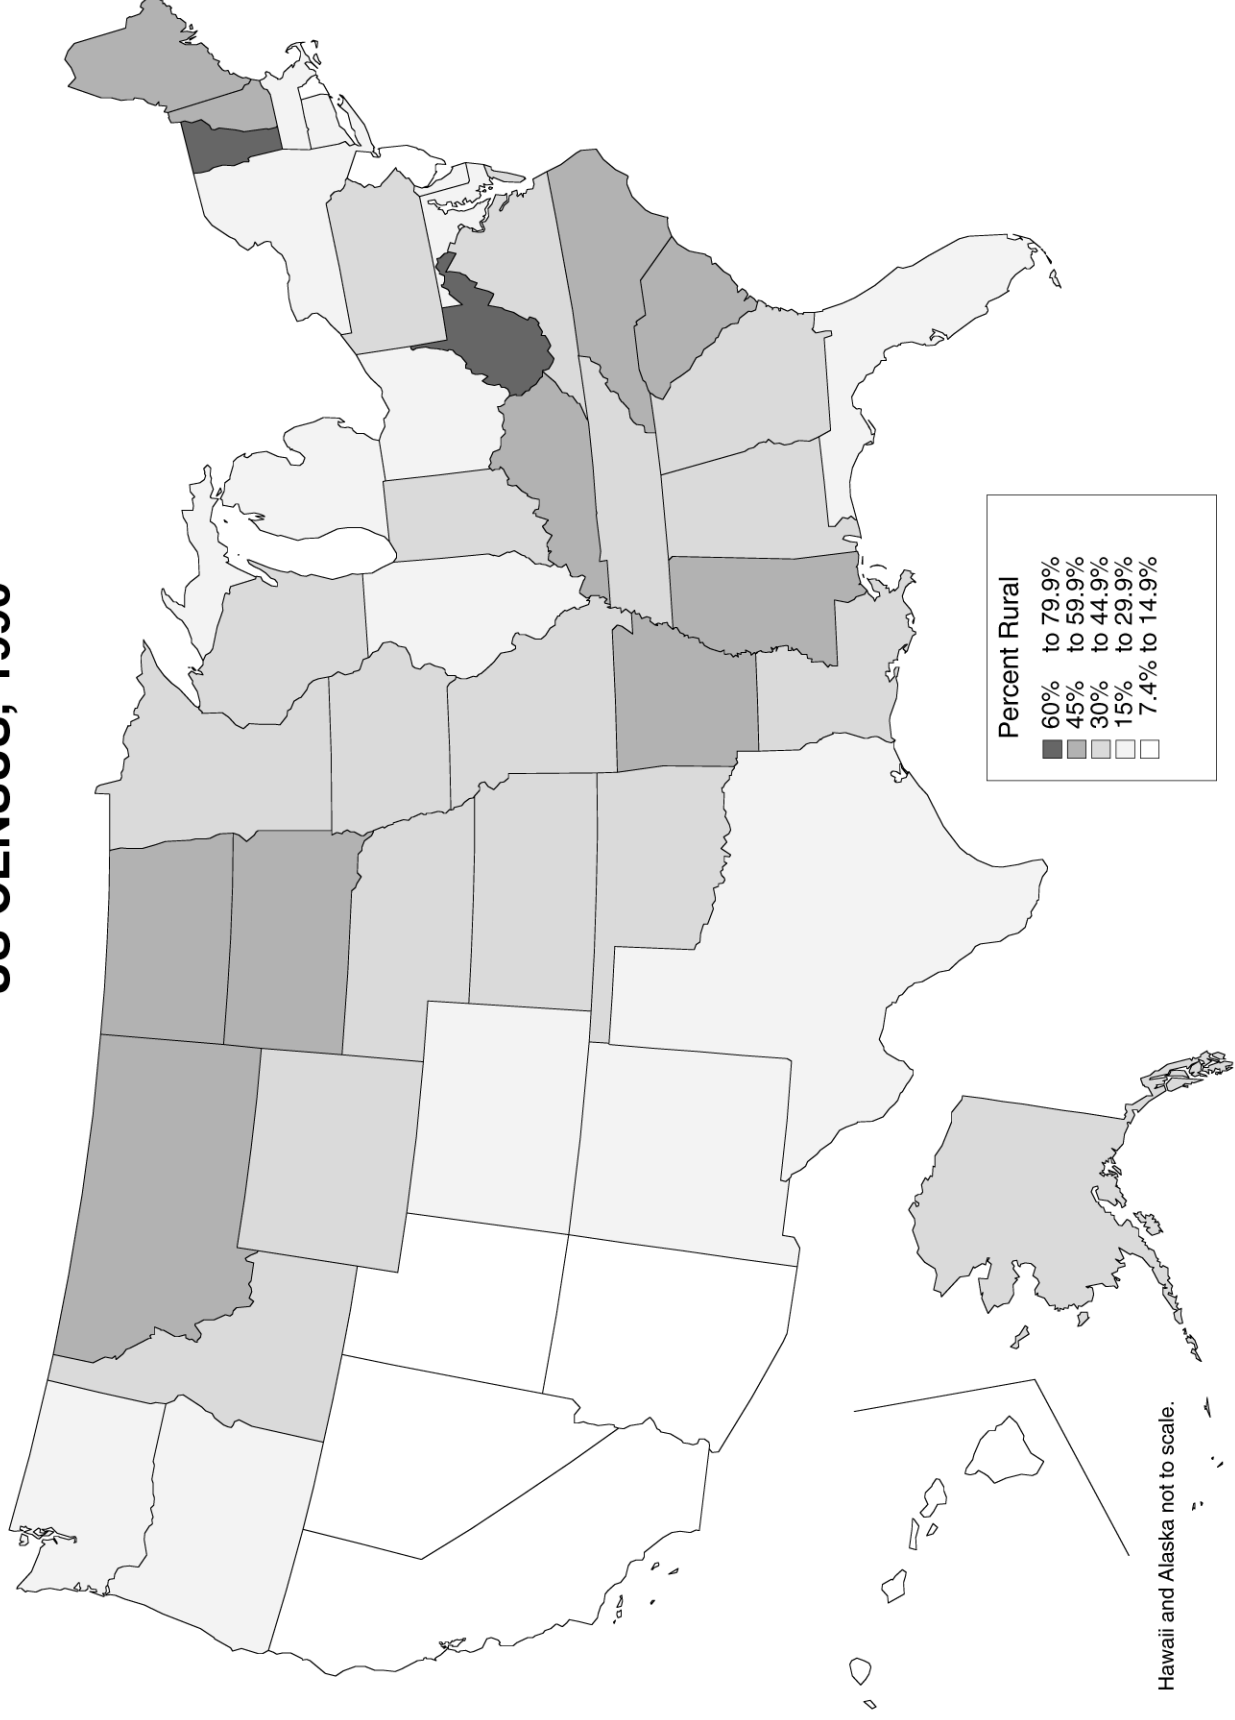 Percent Rural
60% to 79.9%
45% to 59.9%
30% to 44.9%
15% to 29.9%
7.4% to 14.9%
Hawaii and Alaska not to scale.